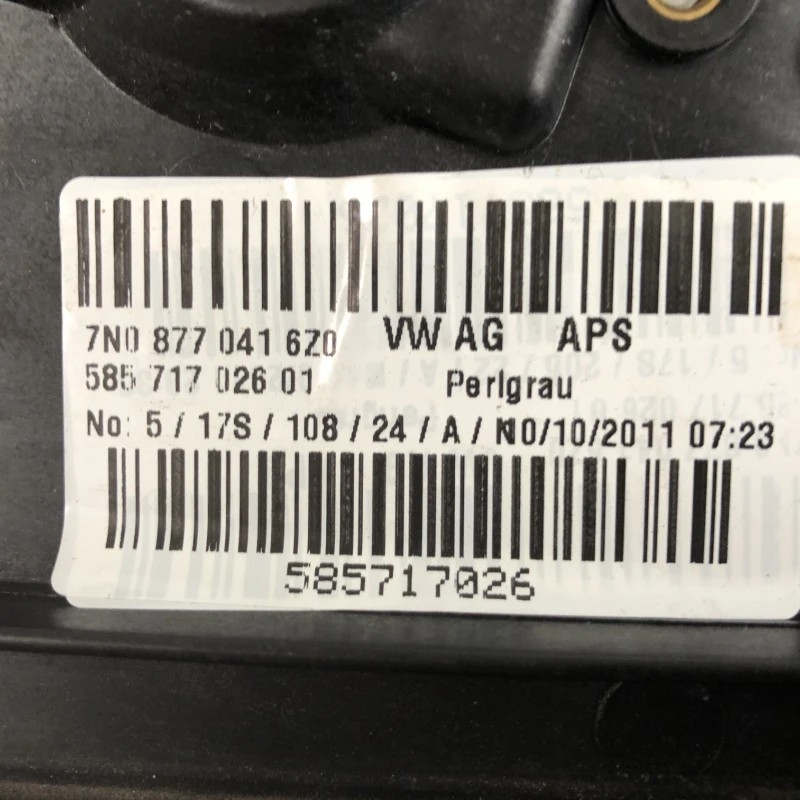 7N0 877 041 6Z0 VW AG APS
585 717 026 01 Perlgrau
No: 5 / 17S / 108 / 24 / A / N0/10/2011 07:23
585717026